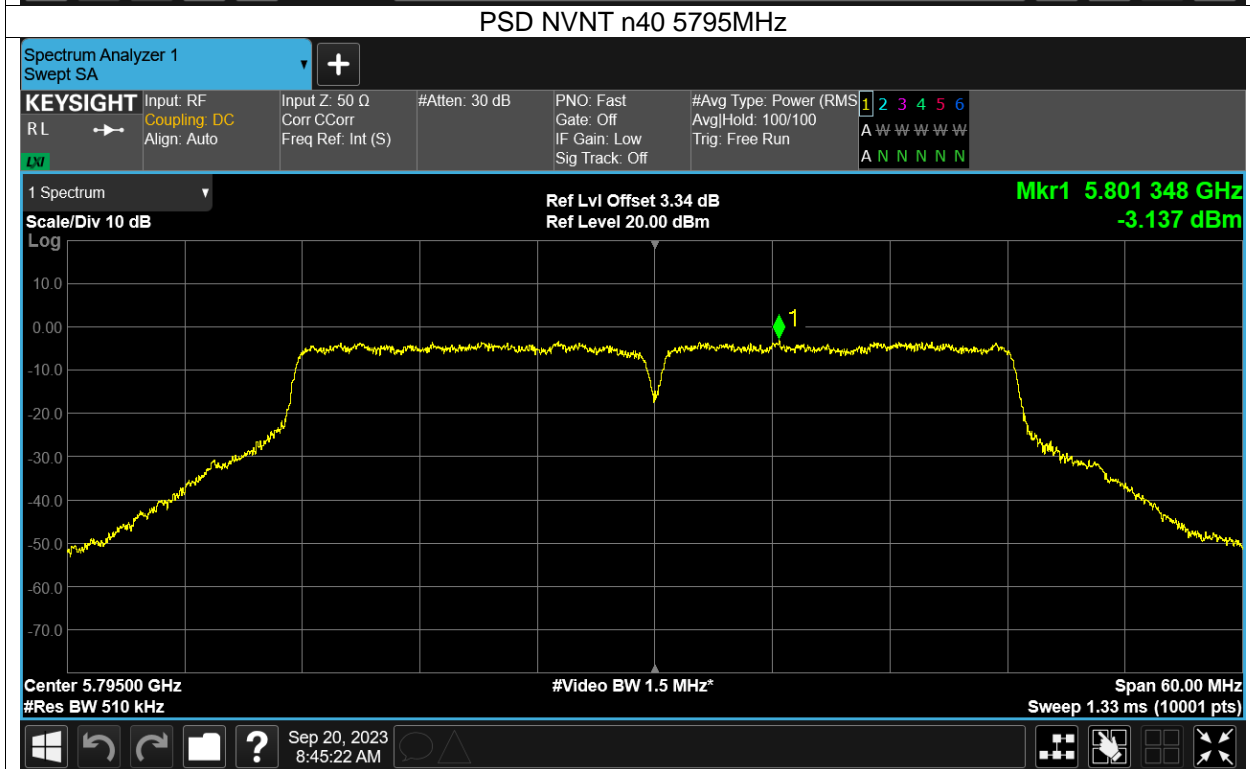 PSD NVNT n40 5795MHz
Spectrum Analyzer 1
Swept SA
KEYSIGHT
RL
LXI
Input: RF
Coupling: DC
Align: Auto
Input Z: 50 Ω
Corr CCorr
Freq Ref: Int (S)
#Atten: 30 dB
PNO: Fast
Gate: Off
IF Gain: Low
Sig Track: Off
#Avg Type: Power (RMS
Avg|Hold: 100/100
Trig: Free Run
1 2 3 4 5 6
A W W W W W
A N N N N N
1 Spectrum
Scale/Div 10 dB
Log
Ref Lvl Offset 3.34 dB
Ref Level 20.00 dBm
Mkr1 5.801 348 GHz
-3.137 dBm
10.0
0.00
-10.0
-20.0
-30.0
-40.0
-50.0
-60.0
-70.0
1
Center 5.79500 GHz
#Res BW 510 kHz
#Video BW 1.5 MHz*
Span 60.00 MHz
Sweep 1.33 ms (10001 pts)
?
Sep 20, 2023
8:45:22 AM